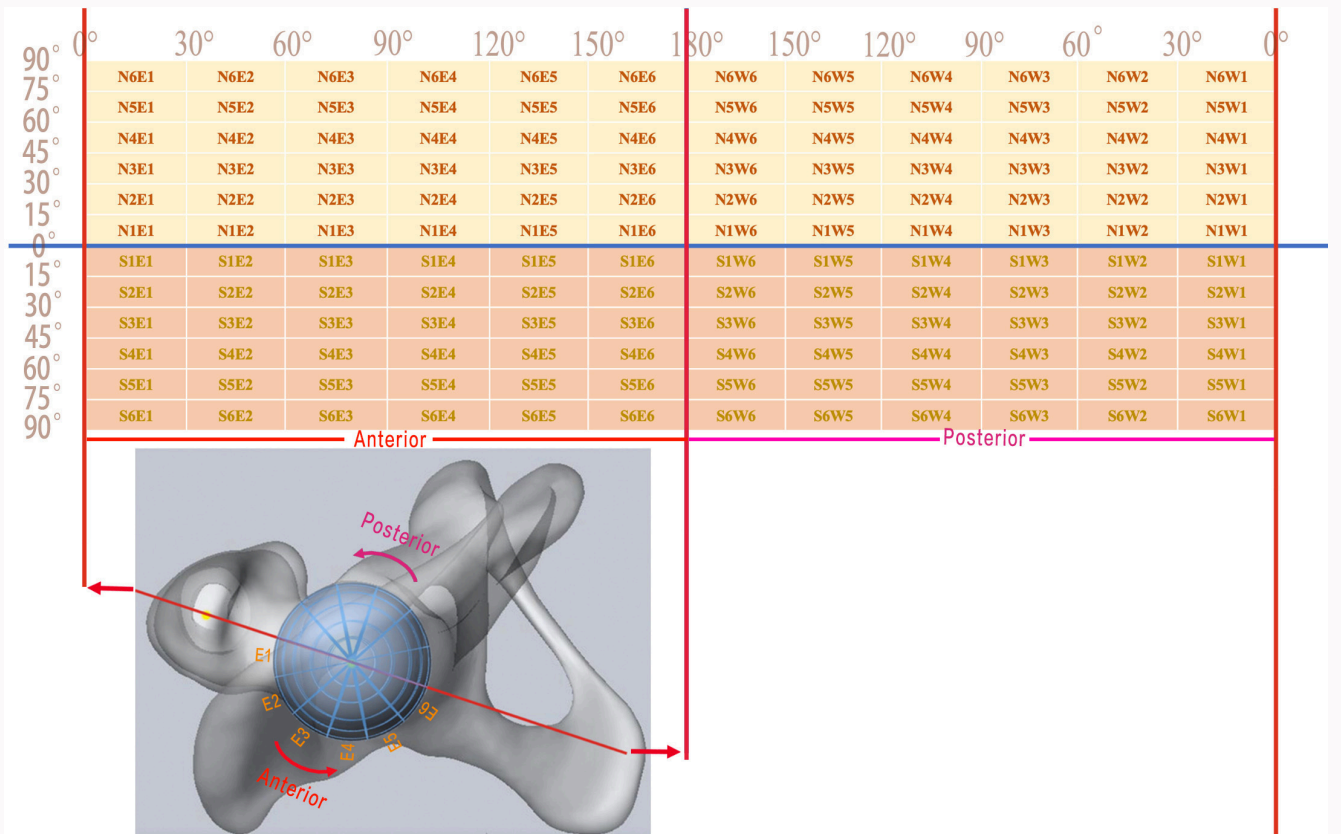 0° 30° 60° 90° 120° 150° 180° 150° 120° 90° 60° 30° 0°
90°
N6E1 N6E2 N6E3 N6E4 N6E5 N6E6 N6W6 N6W5 N6W4 N6W3 N6W2 N6W1
75°
N5E1 N5E2 N5E3 N5E4 N5E5 N5E6 N5W6 N5W5 N5W4 N5W3 N5W2 N5W1
60°
N4E1 N4E2 N4E3 N4E4 N4E5 N4E6 N4W6 N4W5 N4W4 N4W3 N4W2 N4W1
45°
N3E1 N3E2 N3E3 N3E4 N3E5 N3E6 N3W6 N3W5 N3W4 N3W3 N3W2 N3W1
30°
N2E1 N2E2 N2E3 N2E4 N2E5 N2E6 N2W6 N2W5 N2W4 N2W3 N2W2 N2W1
15°
N1E1 N1E2 N1E3 N1E4 N1E5 N1E6 N1W6 N1W5 N1W4 N1W3 N1W2 N1W1
0°
S1E1 S1E2 S1E3 S1E4 S1E5 S1E6 S1W6 S1W5 S1W4 S1W3 S1W2 S1W1
15°
S2E1 S2E2 S2E3 S2E4 S2E5 S2E6 S2W6 S2W5 S2W4 S2W3 S2W2 S2W1
30°
S3E1 S3E2 S3E3 S3E4 S3E5 S3E6 S3W6 S3W5 S3W4 S3W3 S3W2 S3W1
45°
S4E1 S4E2 S4E3 S4E4 S4E5 S4E6 S4W6 S4W5 S4W4 S4W3 S4W2 S4W1
60°
S5E1 S5E2 S5E3 S5E4 S5E5 S5E6 S5W6 S5W5 S5W4 S5W3 S5W2 S5W1
75°
S6E1 S6E2 S6E3 S6E4 S6E5 S6E6 S6W6 S6W5 S6W4 S6W3 S6W2 S6W1
90°
Anterior Posterior
Posterior
E1
E2
E3
E4
E5
E6
Anterior